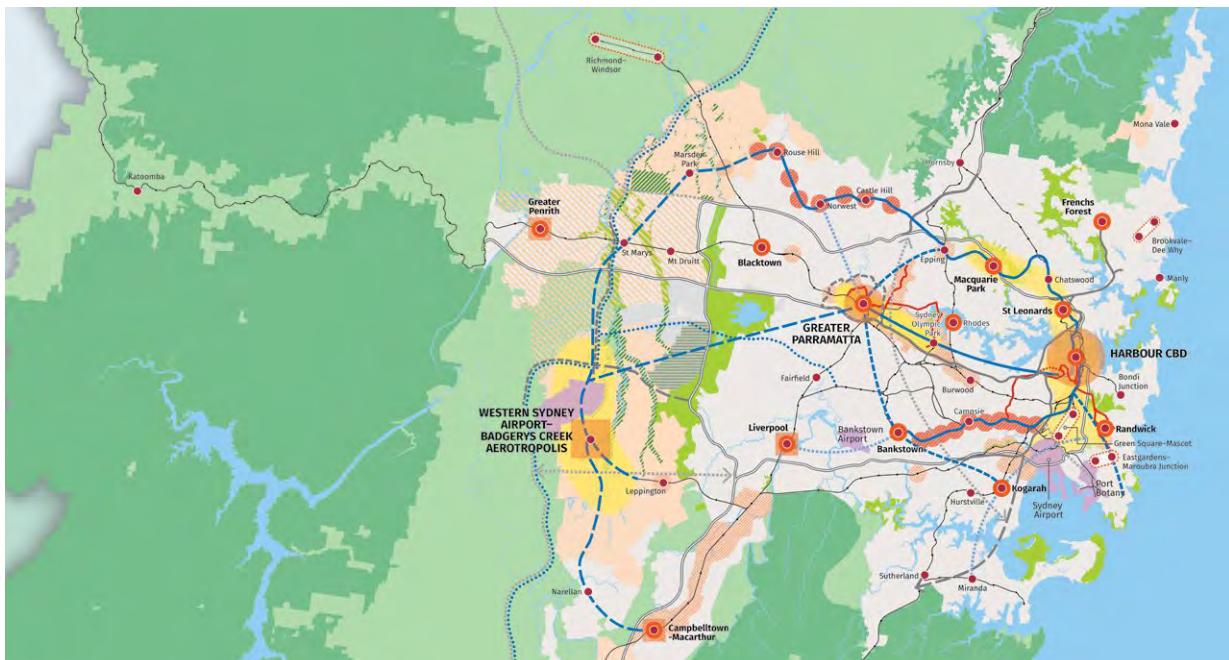 Richmond–
Windsor
Mona Vale
Marsden
Park
Rouse Hill
Hornsby
Katoomba
Castle Hill
Norwest
Greater
Penrith
Frenchs
Forest
St Marys
Mt Druitt
Blacktown
Epping
Brookvale-
Dee Why
Macquarie
Park
Chatswood
Manly
GREATER
PARRAMATTA
Sydney
Olympic
Park
Rhodes
St Leonards
HARBOUR CBD
Fairfield
Burwood
Bondi
Junction
WESTERN SYDNEY
AIRPORT–
BADGERYS CREEK
AEROTROPOLIS
Liverpool
Bankstown
Airport
Bankstown
Campsie
Randwick
Green Square-Mascot
Eastgardens-
Maroubra Junction
Leppington
Kogarah
Hurstville
Sydney
Airport
Port
Botany
Sutherland
Miranda
Narellan
Campbelltown
-Macarthur